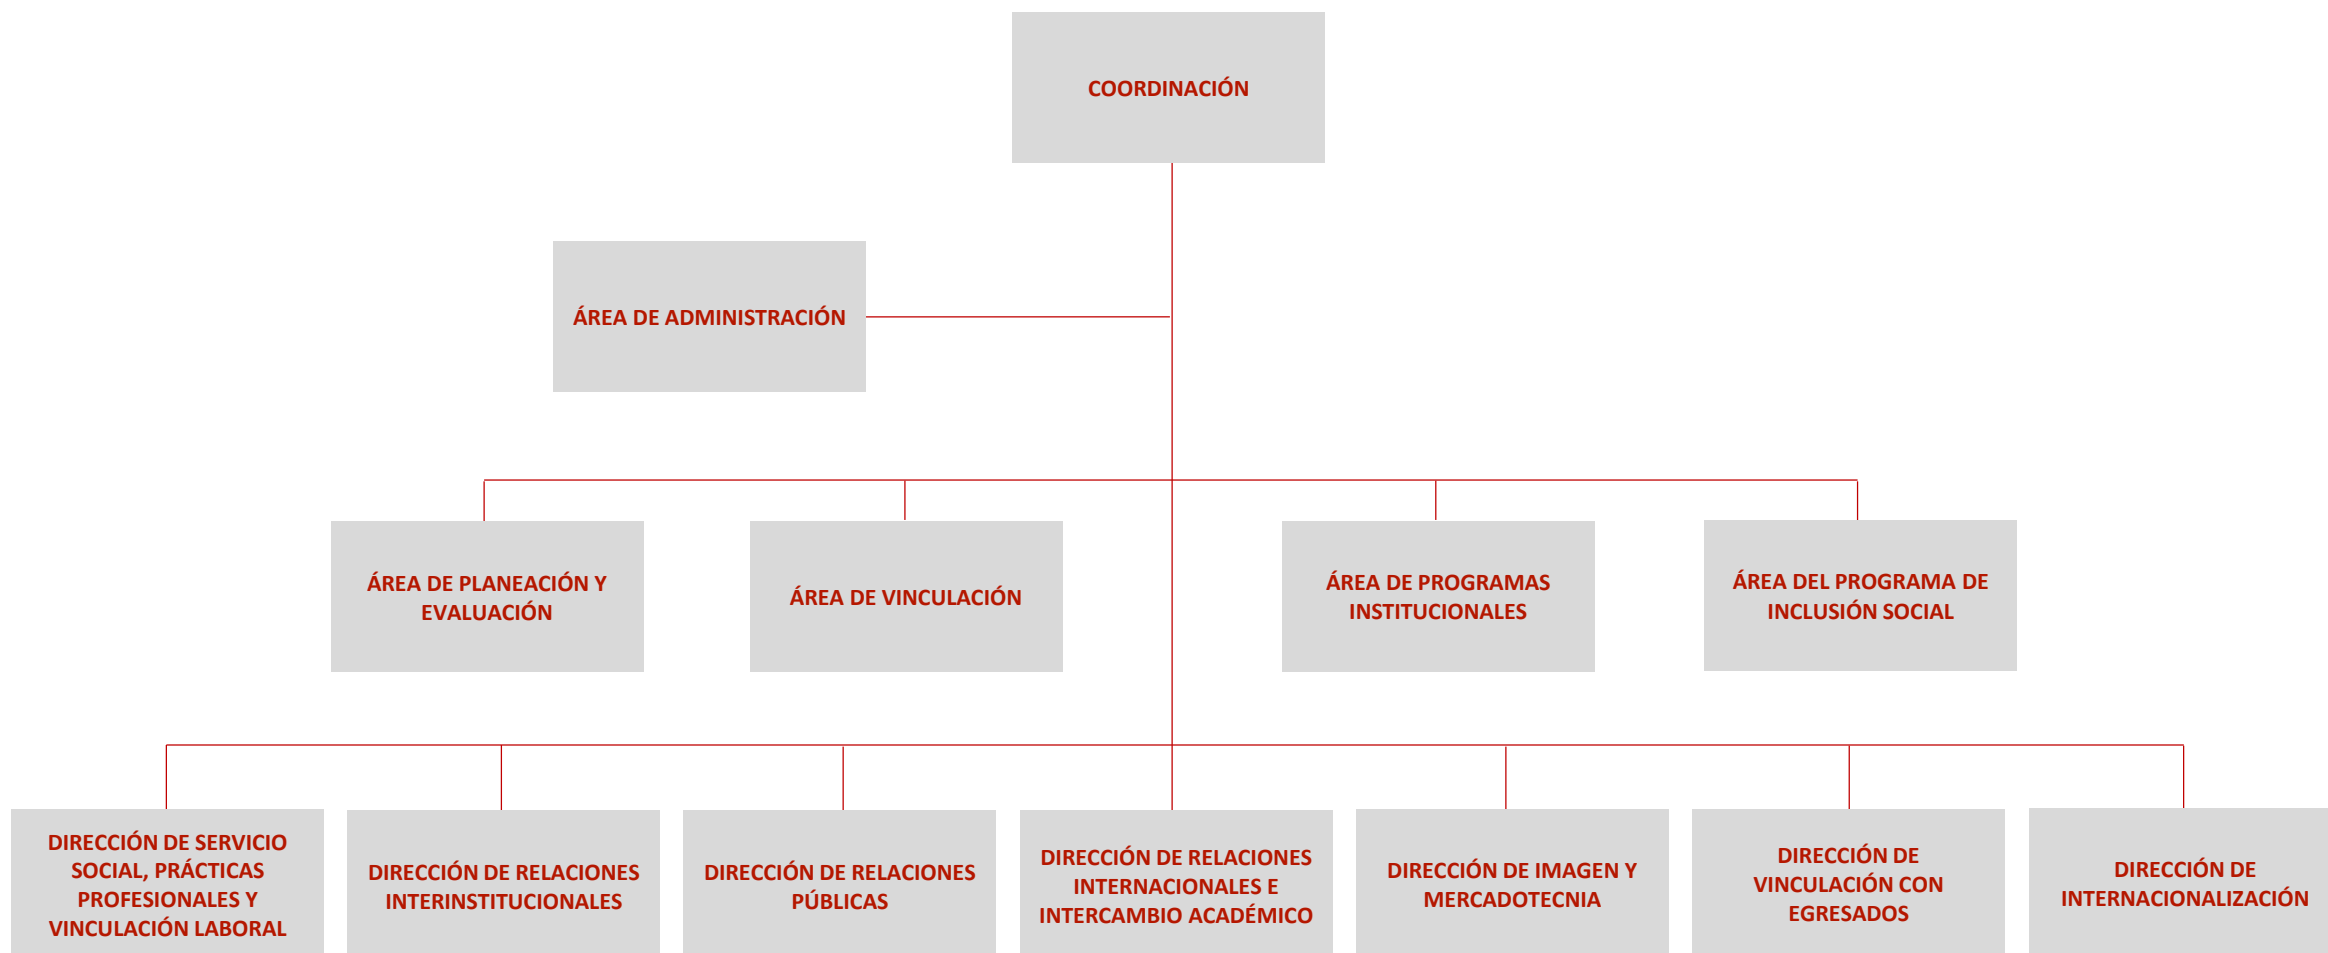 COORDINACIÓN
ÁREA DE ADMINISTRACIÓN
ÁREA DE PLANEACIÓN Y
EVALUACIÓN
ÁREA DE VINCULACIÓN
ÁREA DE PROGRAMAS
INSTITUCIONALES
ÁREA DEL PROGRAMA DE
INCLUSIÓN SOCIAL
DIRECCIÓN DE SERVICIO
SOCIAL, PRÁCTICAS
PROFESIONALES Y
VINCULACIÓN LABORAL
DIRECCIÓN DE RELACIONES
INTERINSTITUCIONALES
DIRECCIÓN DE RELACIONES
PÚBLICAS
DIRECCIÓN DE RELACIONES
INTERNACIONALES E
INTERCAMBIO ACADÉMICO
DIRECCIÓN DE IMAGEN Y
MERCADOTECNIA
DIRECCIÓN DE
VINCULACIÓN CON
EGRESADOS
DIRECCIÓN DE
INTERNACIONALIZACIÓN